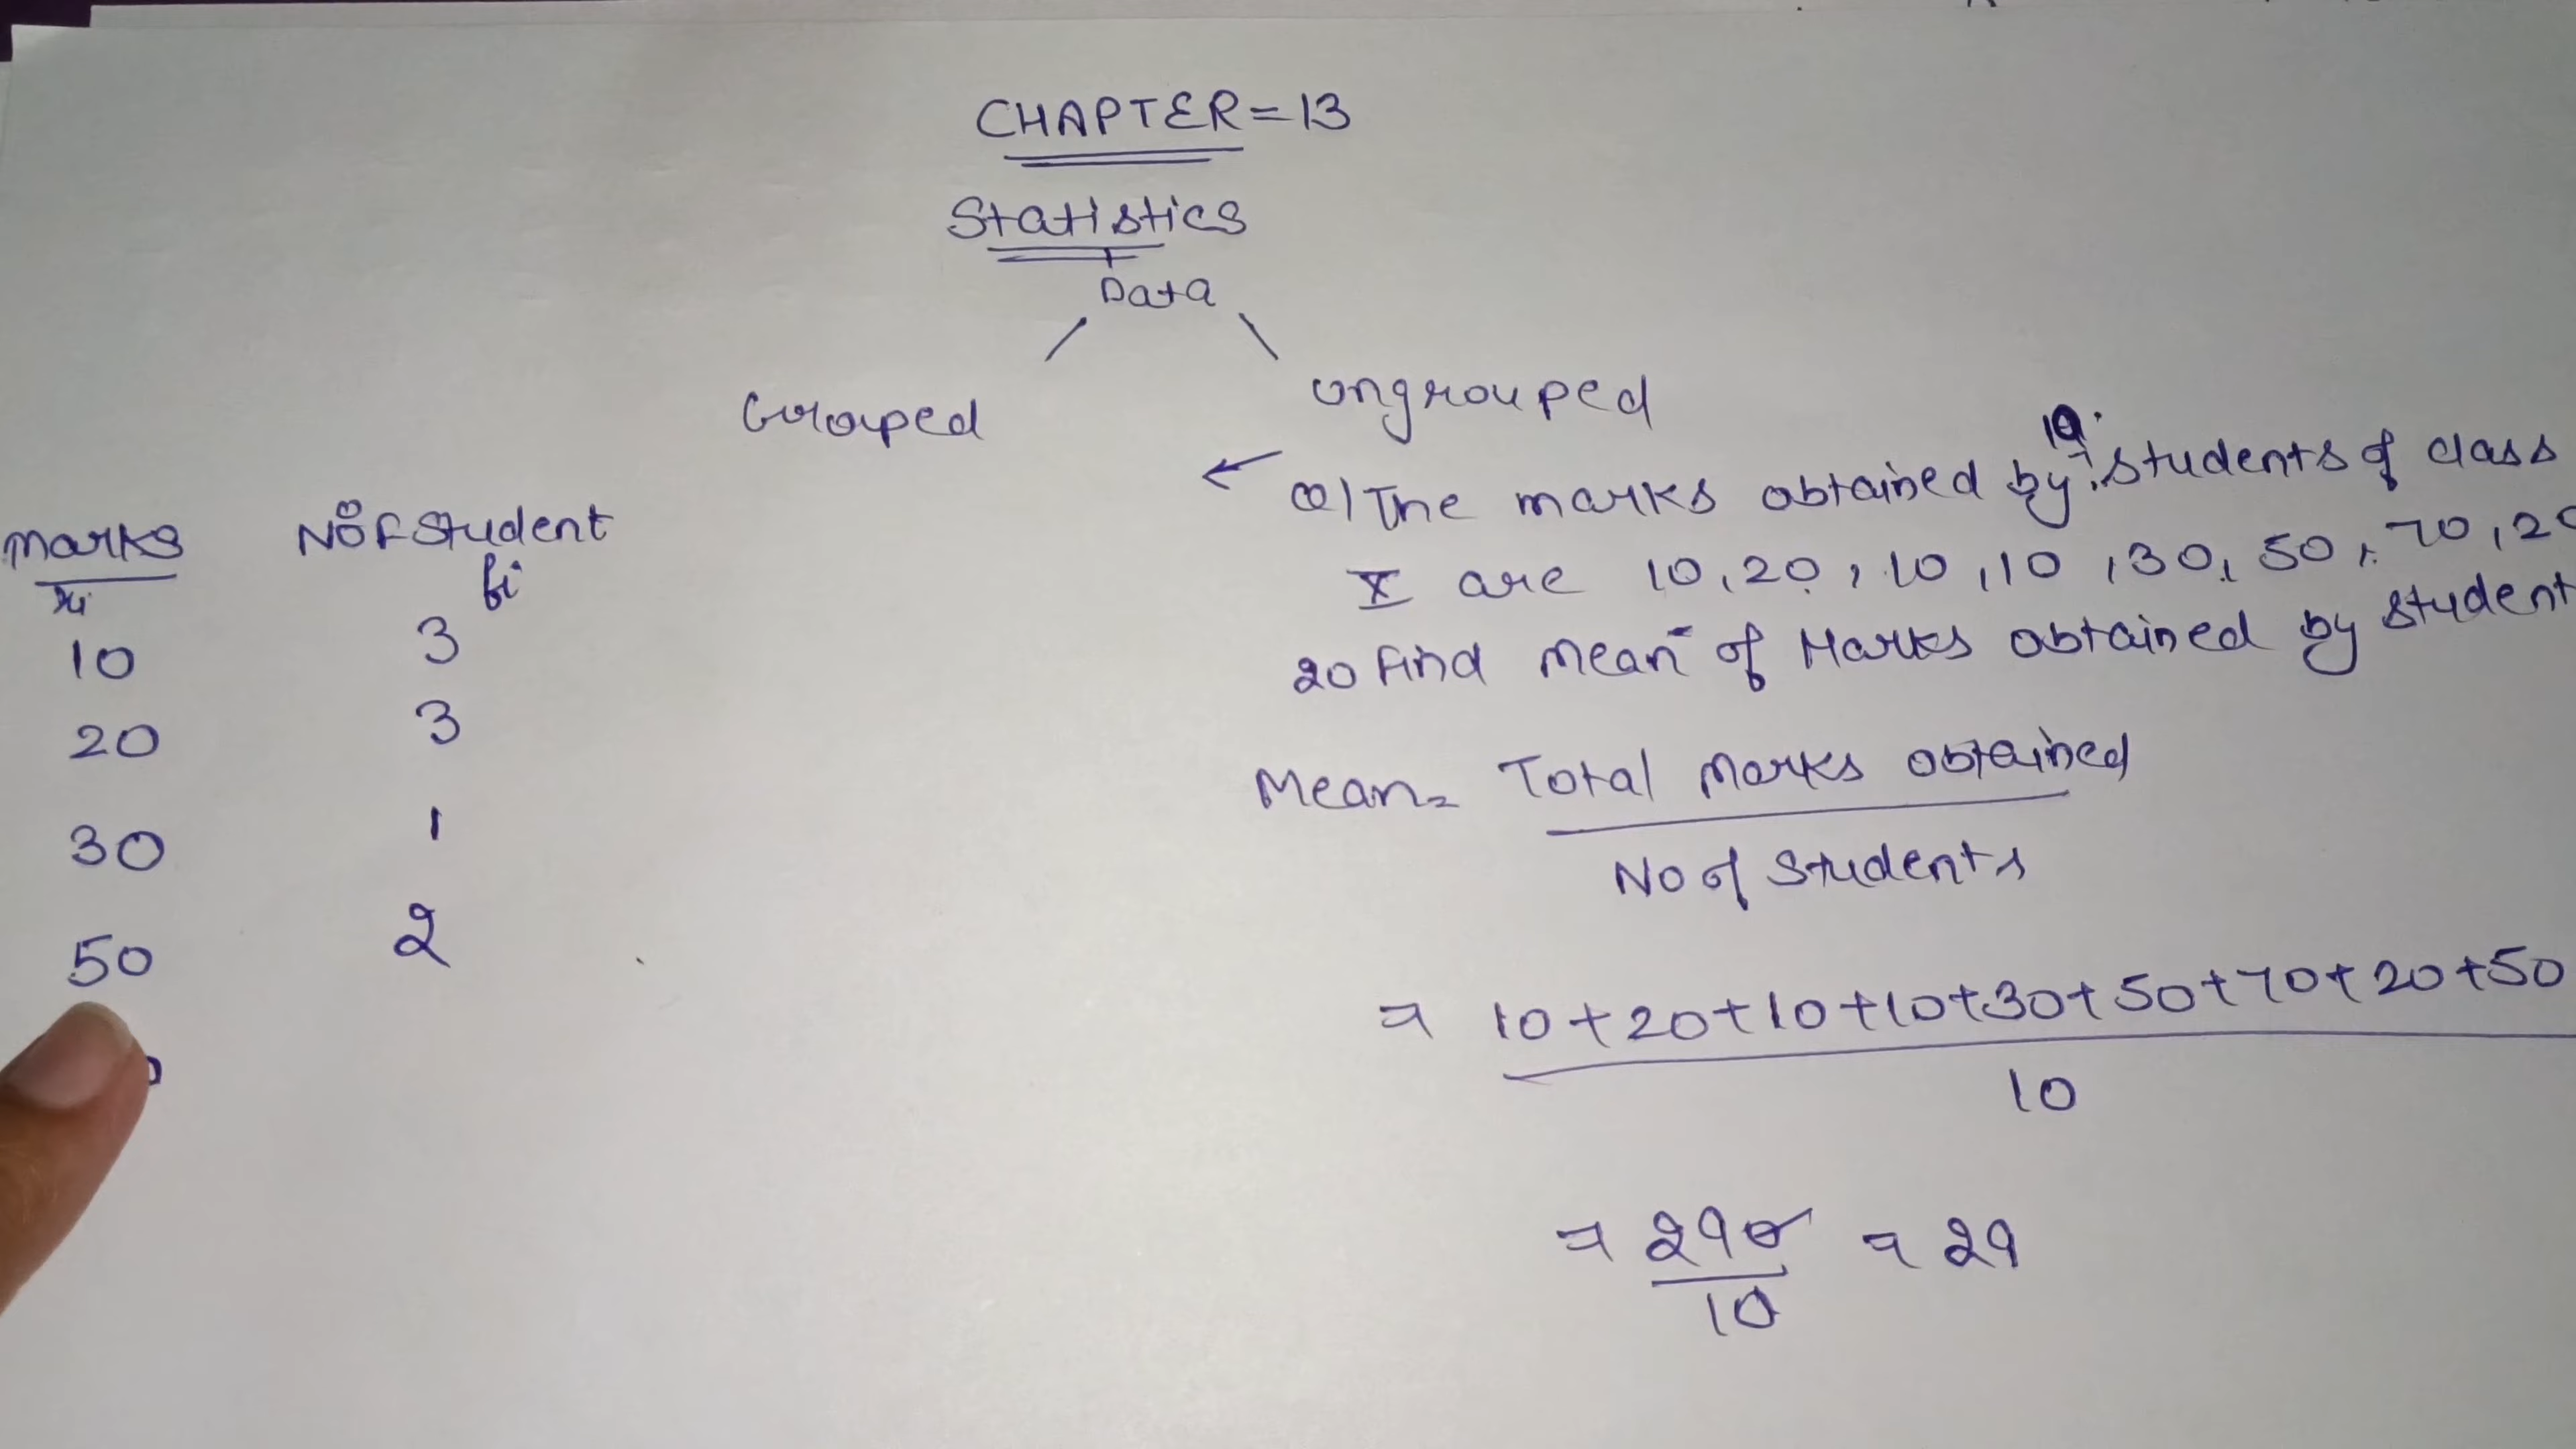 CHAPTER = 13
Statistics
Data
Grouped
ungrouped
Q) The marks obtained by 10 students of class
X are 10, 20, 10, 10, 30, 50, 70, 20
20 Find Mean of Marks obtained by student
Mean = Total Marks obtained
No of Students
= 10+20+10+10+30+50+70+20+50
10
= 290
10
= 29
Marks No of Student
xi fi
10 3
20 3
30 1
50 2